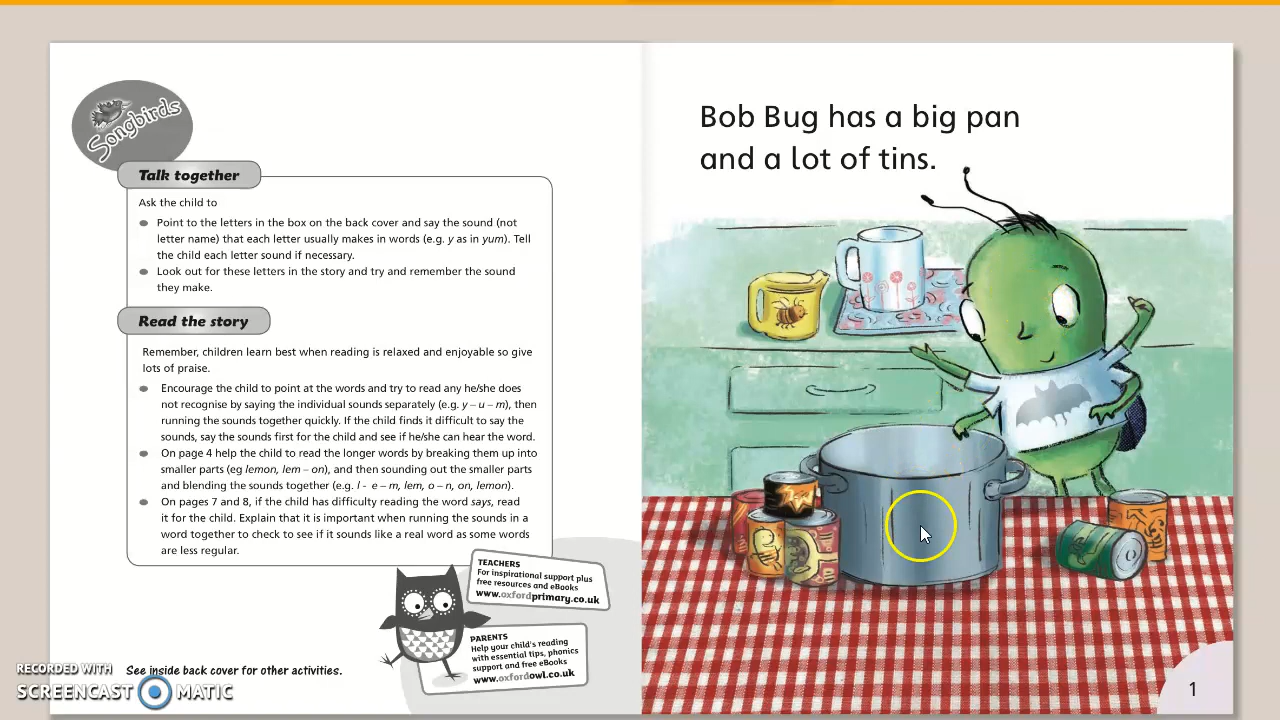 Songbirds
Talk together
Ask the child to
Point to the letters in the box on the back cover and say the sound (not
letter name) that each letter usually makes in words (e.g. y as in yum). Tell
the child each letter sound if necessary.
Look out for these letters in the story and try and remember the sound
they make.
Read the story
Remember, children learn best when reading is relaxed and enjoyable so give
lots of praise.
Encourage the child to point at the words and try to read any he/she does
not recognise by saying the individual sounds separately (e.g. y – u – m), then
running the sounds together quickly. If the child finds it difficult to say the
sounds, say the sounds first for the child and see if he/she can hear the word.
On page 4 help the child to read the longer words by breaking them up into
smaller parts (eg lemon, lem – on), and then sounding out the smaller parts
and blending the sounds together (e.g. l - e – m, lem, o – n, on, lemon).
On pages 7 and 8, if the child has difficulty reading the word says, read
it for the child. Explain that it is important when running the sounds in a
word together to check to see if it sounds like a real word as some words
are less regular.
TEACHERS
For inspirational support plus
free resources and eBooks
www.oxfordprimary.co.uk
PARENTS
Help your child's reading
with essential tips, phonics
support and free eBooks
www.oxfordowl.co.uk
See inside back cover for other activities.
RECORDED WITH
SCREENCAST MATIC
Bob Bug has a big pan
and a lot of tins.
1